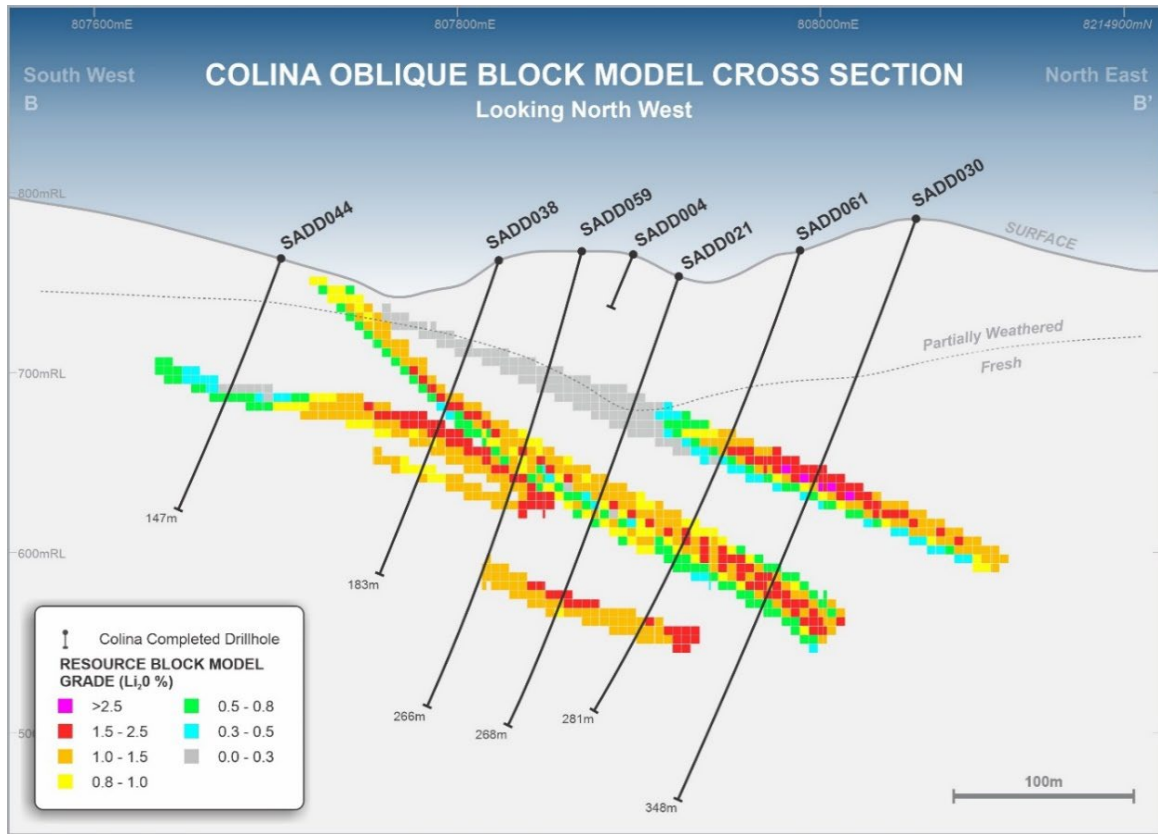 807600mE
807800mE
808000mE
8214900mN
South West
B
COLINA OBLIQUE BLOCK MODEL CROSS SECTION
Looking North West
North East
B'
800mRL
SADD044
SADD038
SADD059
SADD004
SADD021
SADD061
SADD030
SURFACE
Partially Weathered
Fresh
700mRL
147m
600mRL
183m
266m
268m
281m
348m
Colina Completed Drillhole
RESOURCE BLOCK MODEL
GRADE (Li₂0 %)
>2.5
0.5 - 0.8
1.5 - 2.5
0.3 - 0.5
1.0 - 1.5
0.0 - 0.3
0.8 - 1.0
100m